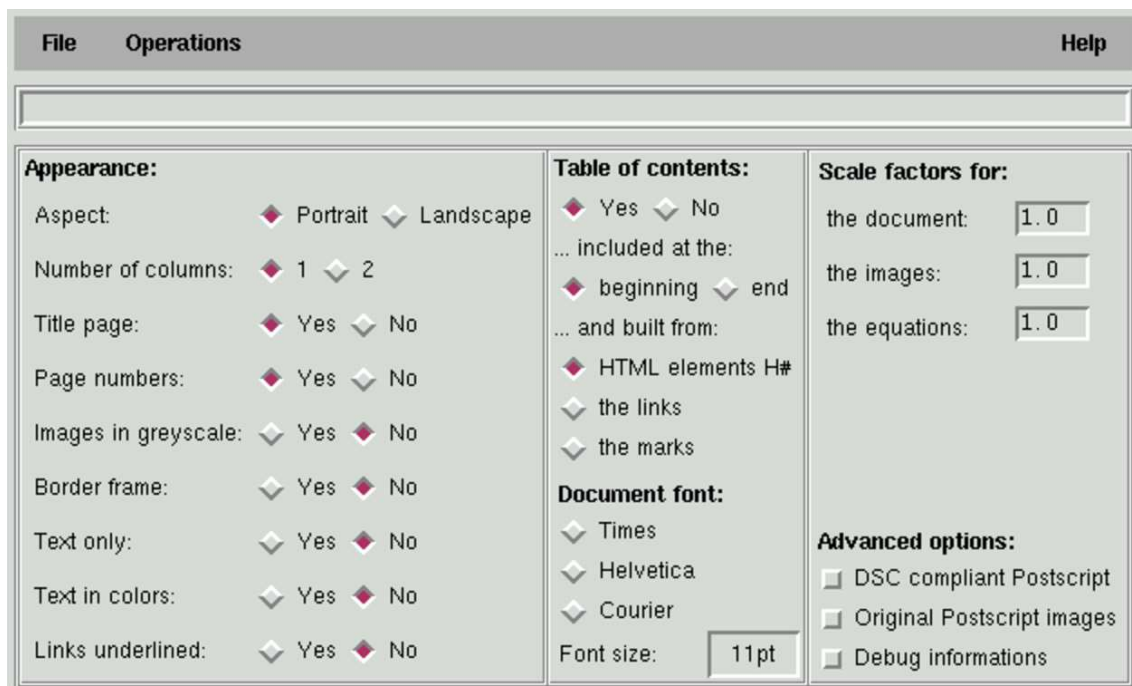 File Operations Help
Appearance:
Aspect: Portrait Landscape
Number of columns: 1 2
Title page: Yes No
Page numbers: Yes No
Images in greyscale: Yes No
Border frame: Yes No
Text only: Yes No
Text in colors: Yes No
Links underlined: Yes No
Table of contents:
Yes No
... included at the:
beginning end
... and built from:
HTML elements H#
the links
the marks
Document font:
Times
Helvetica
Courier
Font size: 11pt
Scale factors for:
the document: 1.0
the images: 1.0
the equations: 1.0
Advanced options:
DSC compliant Postscript
Original Postscript images
Debug informations